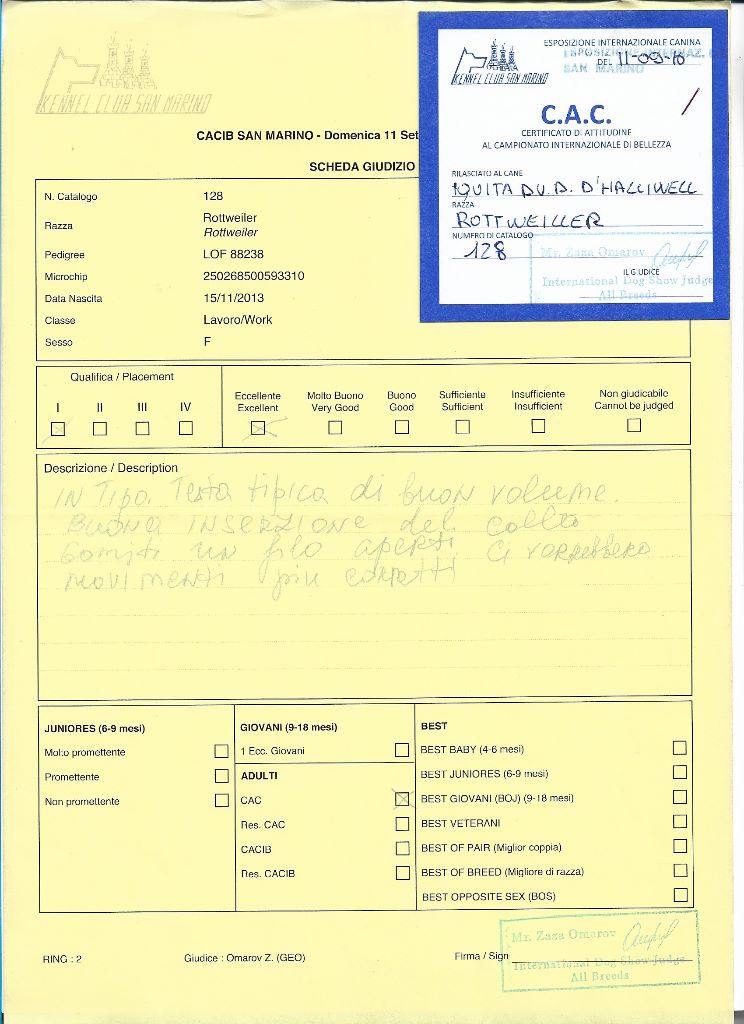 KENNEL CLUB SAN MARINO
CACIB SAN MARINO - Domenica 11 Set
SCHEDA GIUDIZIO
ESPOSIZIONE INTERNAZIONALE CANINA
DEL 11-09-16
ESPOSIZIONE INTERNAZ.
SAN MARINO
KENNEL CLUB SAN MARINO
C.A.C.
CERTIFICATO DI ATTITUDINE
AL CAMPIONATO INTERNAZIONALE DI BELLEZZA
RILASCIATO AL CANE
IQUITA DU. D. D'HALLIWELL
RAZZA
ROTTWEILLER
NUMERO DI CATALOGO
128
IL GIUDICE
Mr. Zaza Omarov
International Dog Show Judge
All Breeds
N. Catalogo 128
Razza Rottweiler
Rottweiler
Pedigree LOF 88238
Microchip 250268500593310
Data Nascita 15/11/2013
Classe Lavoro/Work
Sesso F
Qualifica / Placement
I II III IV
Eccellente Molto Buono Buono Sufficiente Insufficiente Non giudicabile
Excellent Very Good Good Sufficient Insufficient Cannot be judged
Descrizione / Description
IN TIPO. Testa tipica di buon volume.
BUONA INSERZIONE del collo
Gomiti un filo aperti Ci vorrebbero
movimenti più corretti
JUNIORES (6-9 mesi)
Molto promettente
Promettente
Non promettente
GIOVANI (9-18 mesi)
1 Ecc. Giovani
ADULTI
CAC
Res. CAC
CACIB
Res. CACIB
BEST
BEST BABY (4-6 mesi)
BEST JUNIORES (6-9 mesi)
BEST GIOVANI (BOJ) (9-18 mesi)
BEST VETERANI
BEST OF PAIR (Miglior coppia)
BEST OF BREED (Migliore di razza)
BEST OPPOSITE SEX (BOS)
RING : 2 Giudice : Omarov Z. (GEO) Firma / Sign
Mr. Zaza Omarov
International Dog Show Judge
All Breeds